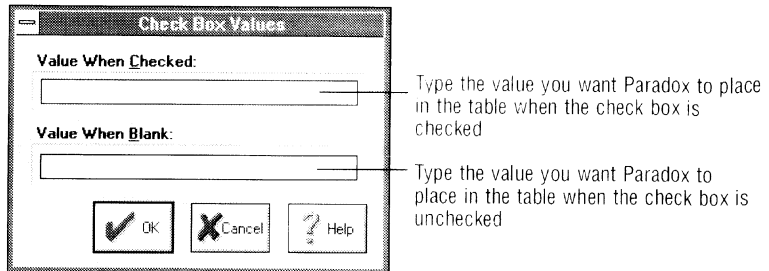 Check Box Values
Value When Checked:
Type the value you want Paradox to place
in the table when the check box is
checked
Value When Blank:
Type the value you want Paradox to
place in the table when the check box is
unchecked
OK
Cancel
Help